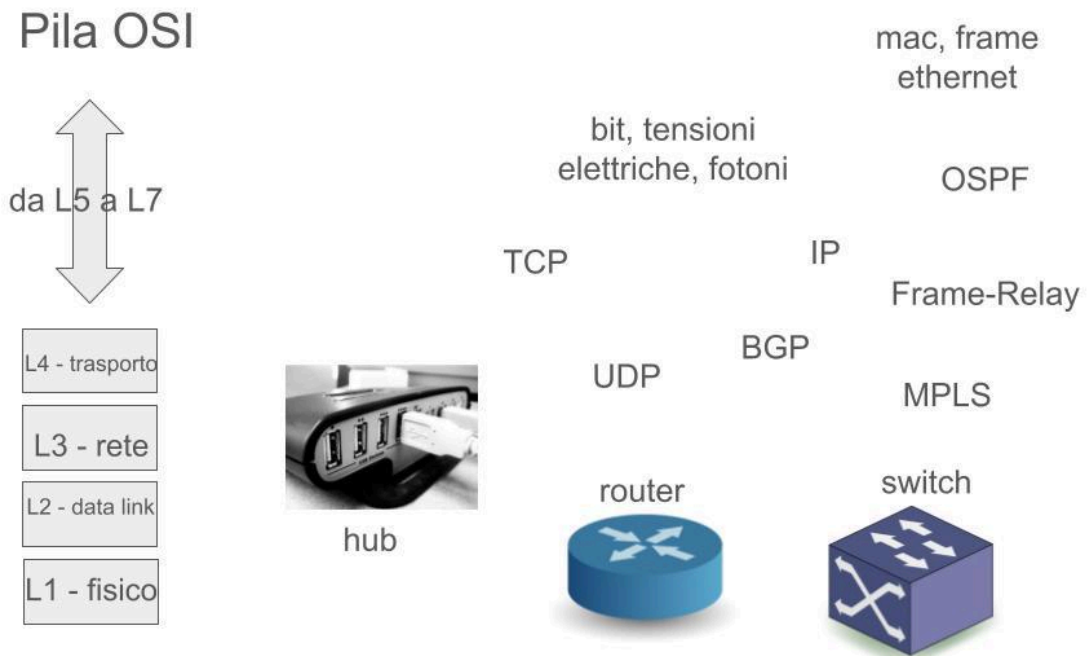 Pila OSI
mac, frame
ethernet
bit, tensioni
elettriche, fotoni
OSPF
da L5 a L7
TCP
IP
Frame-Relay
BGP
L4 - trasporto
UDP
MPLS
L3 - rete
L2 - data link
router
switch
hub
L1 - fisico